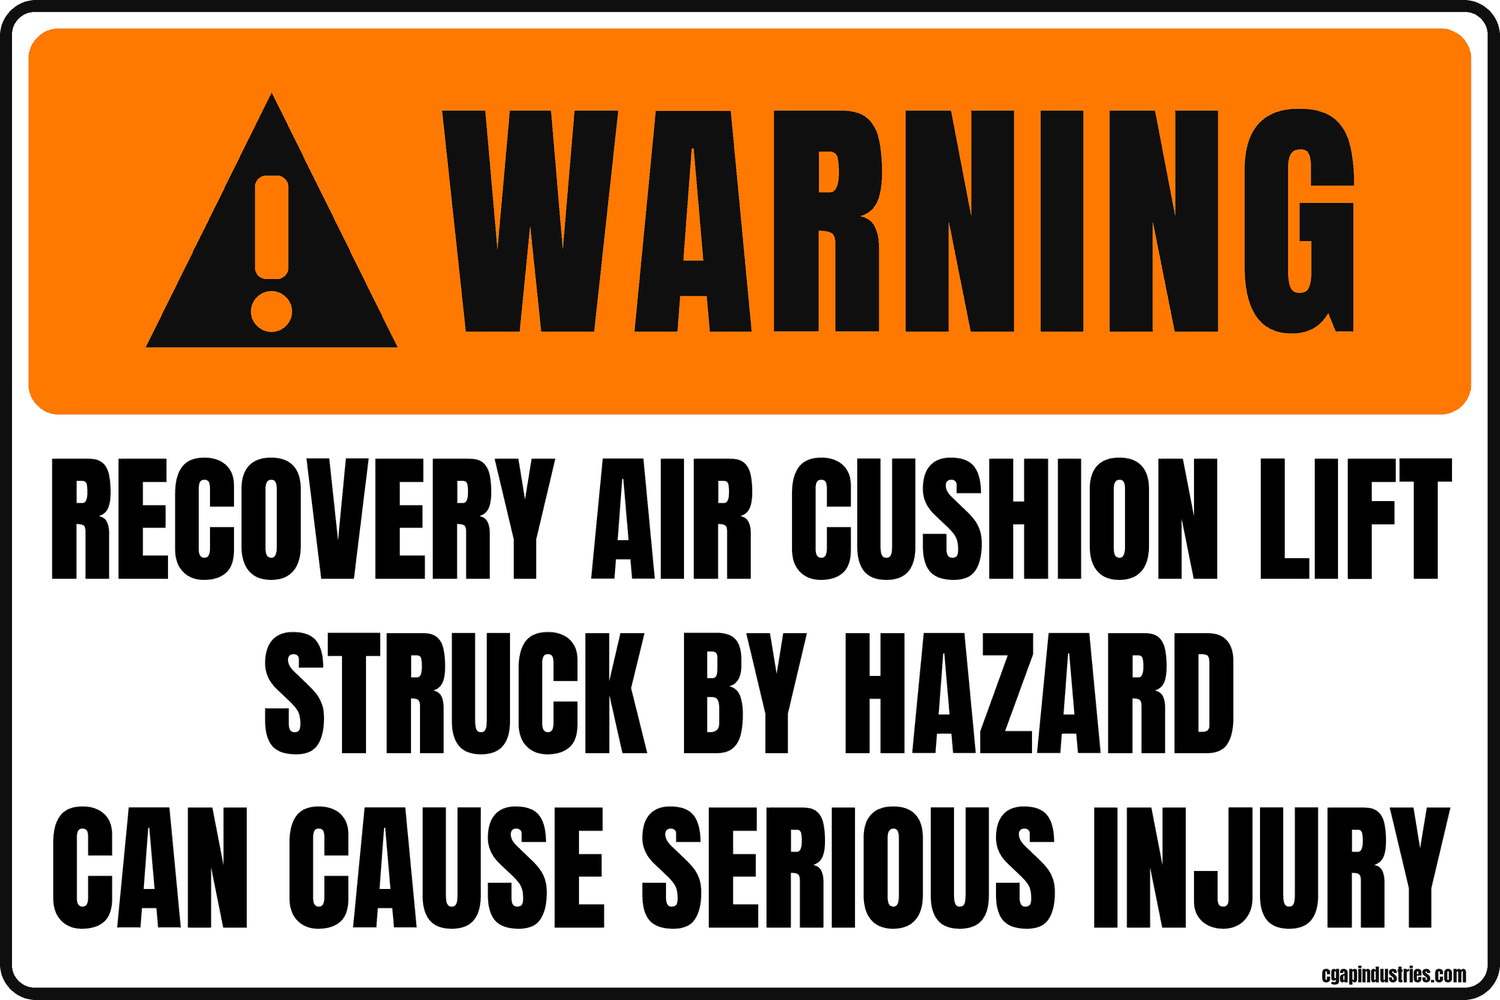 WARNING
RECOVERY AIR CUSHION LIFT
STRUCK BY HAZARD
CAN CAUSE SERIOUS INJURY
cgapindustries.com